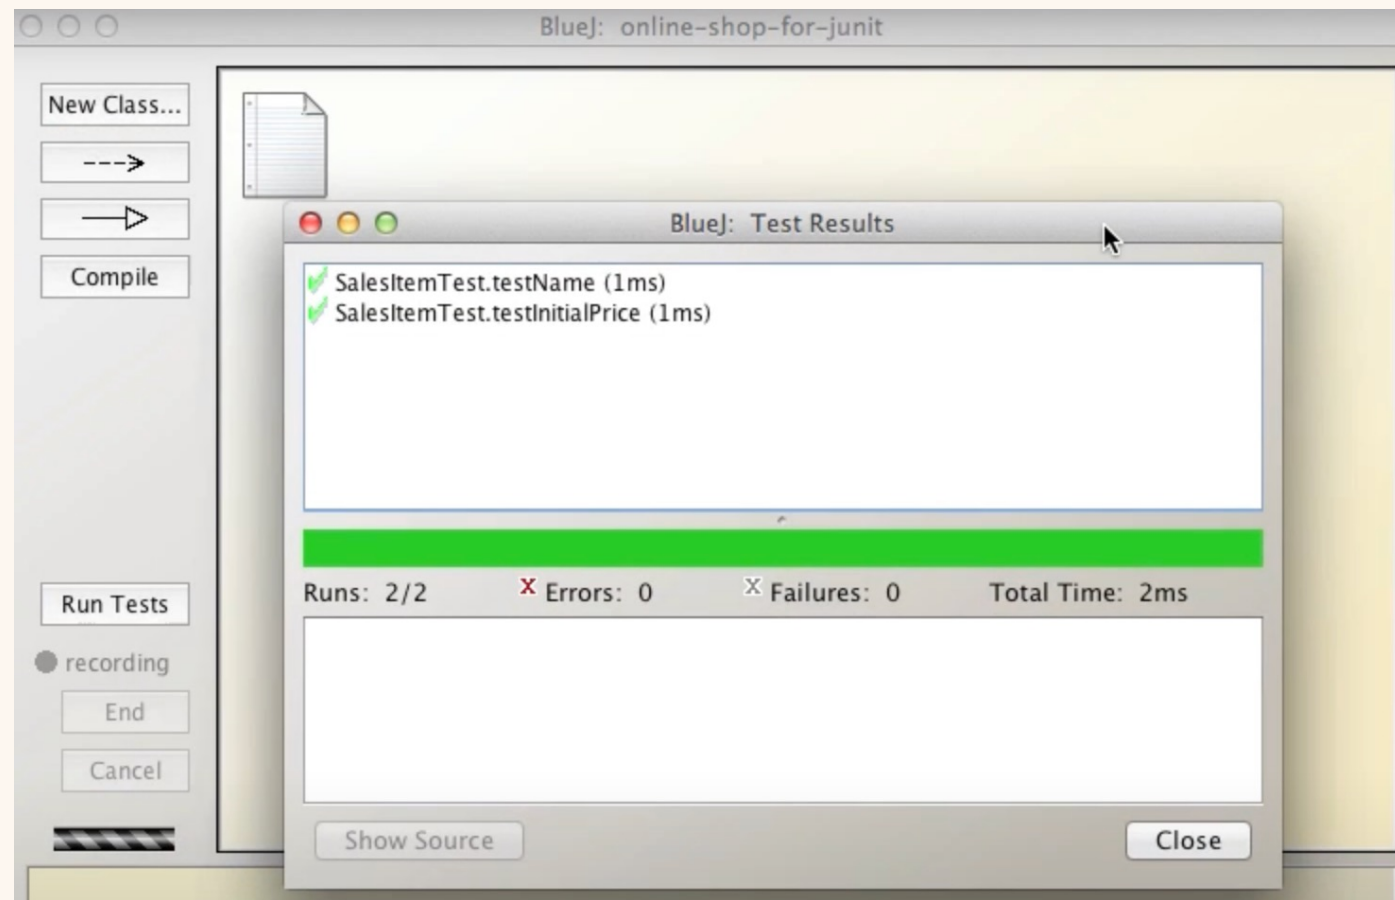 BlueJ: online-shop-for-junit
New Class...
Compile
BlueJ: Test Results
SalesItemTest.testName (1ms)
SalesItemTest.testInitialPrice (1ms)
Runs: 2/2
X Errors: 0
X Failures: 0
Total Time: 2ms
Run Tests
recording
End
Cancel
Show Source
Close